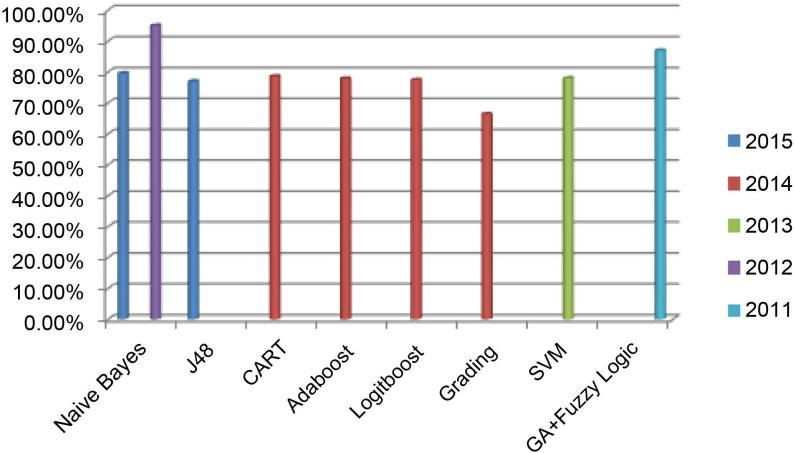 100.00%
90.00%
80.00%
70.00%
60.00%
50.00%
40.00%
30.00%
20.00%
10.00%
0.00%
Naive Bayes
J48
CART
Adaboost
Logitboost
Grading
SVM
GA+Fuzzy Logic
2015
2014
2013
2012
2011